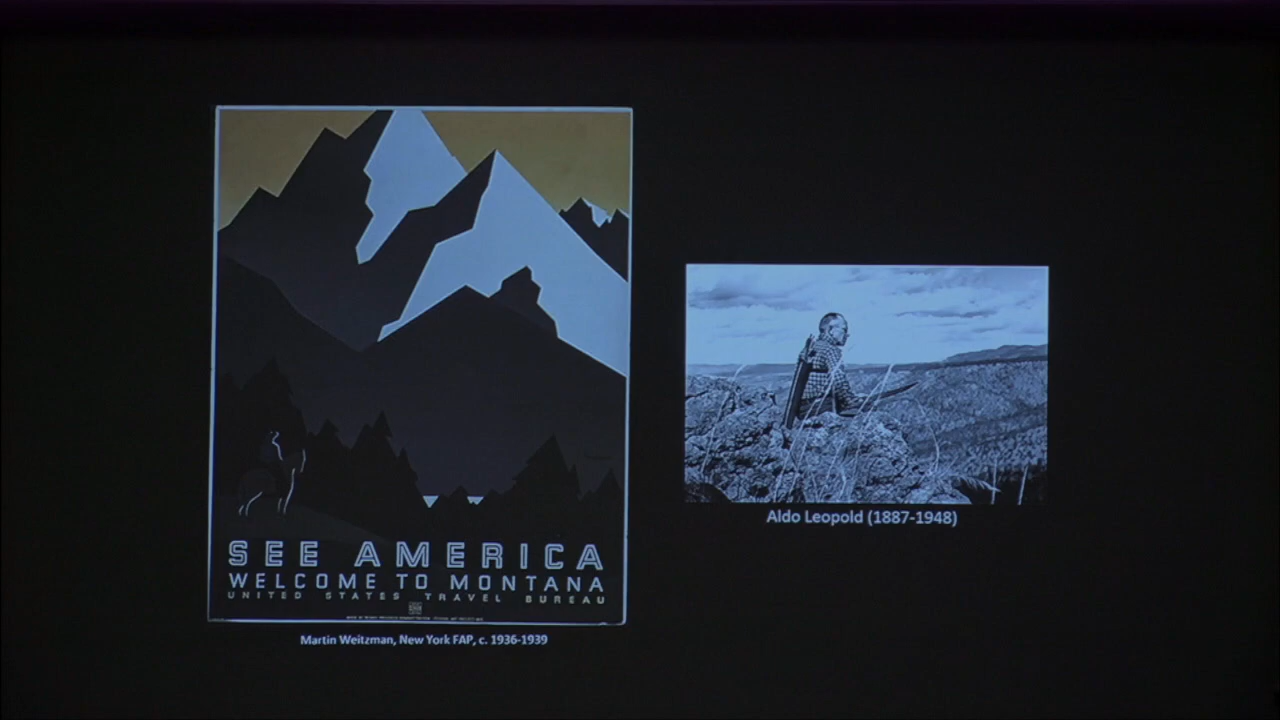 SEE AMERICA
WELCOME TO MONTANA
UNITED STATES TRAVEL BUREAU
Martin Weitzman, New York FAP, c. 1936-1939
Aldo Leopold (1887-1948)